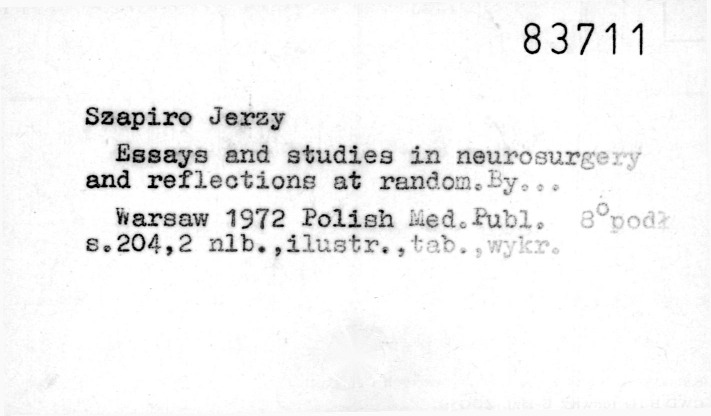 83711
Szapiro Jerzy
Essays and studies in neurosurgery
and reflections at random.By...
Warsaw 1972 Polish Med.Publ. 8°podł
s.204,2 nlb.,ilustr.,tab.,wykr.